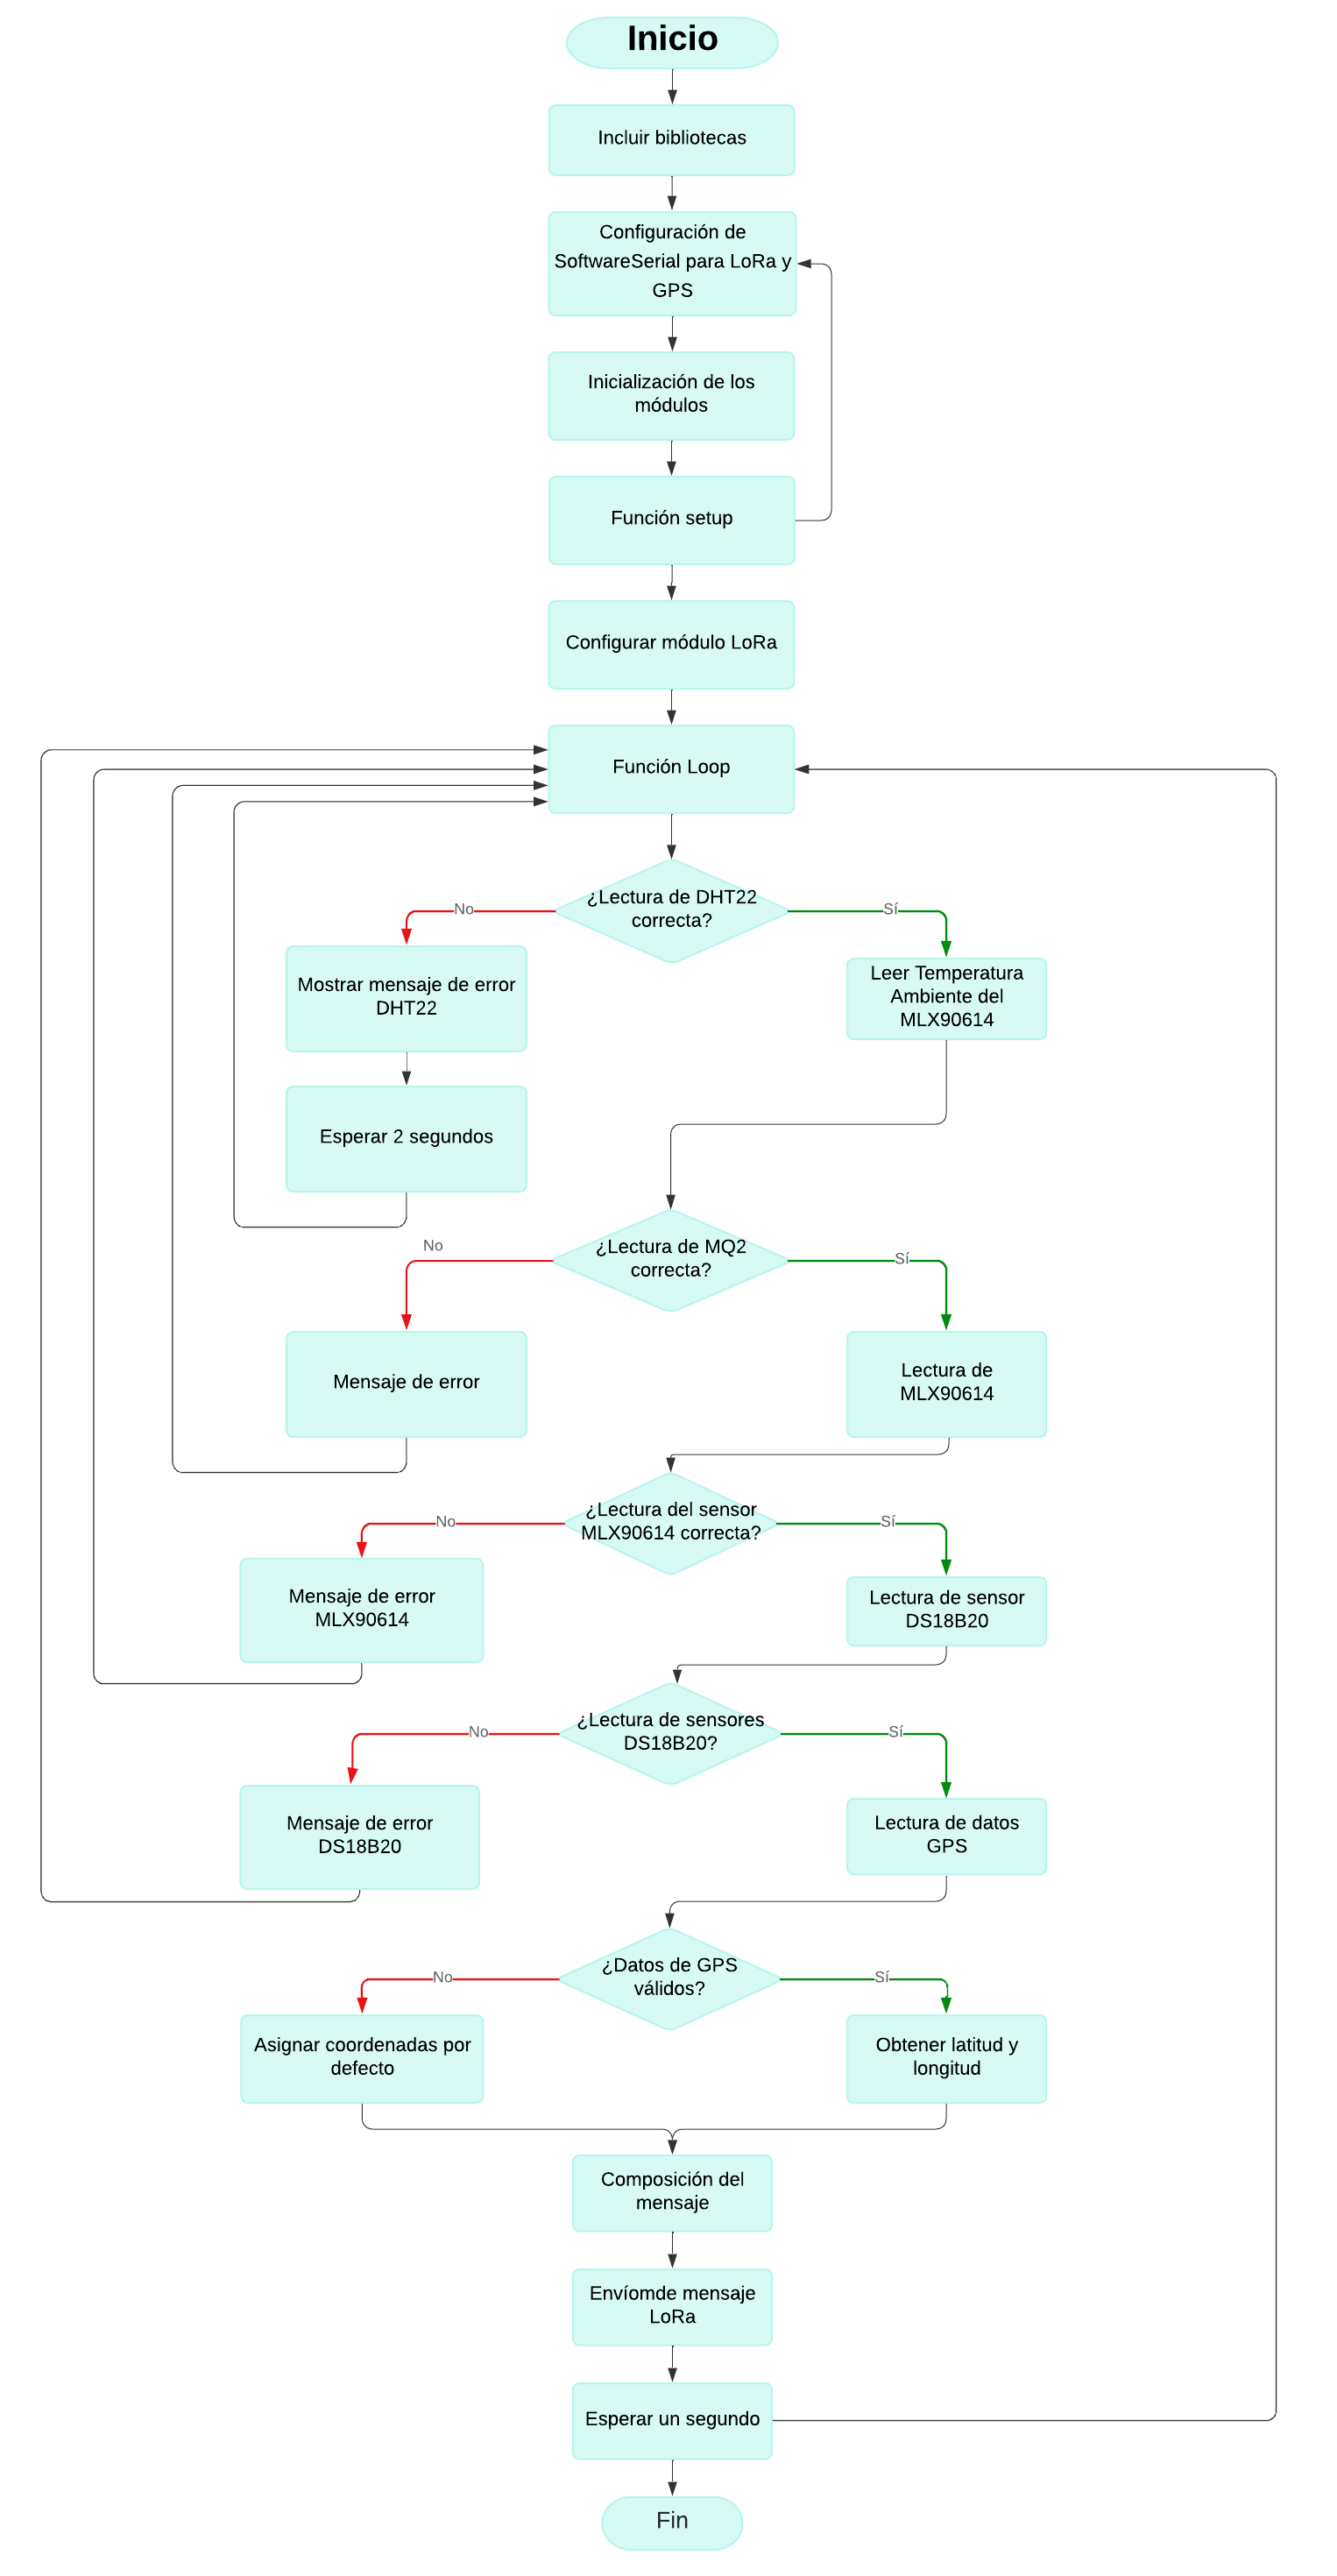 Inicio
Incluir bibliotecas
Configuración de
SoftwareSerial para LoRa y
GPS
Inicialización de los
módulos
Función setup
Configurar módulo LoRa
Función Loop
¿Lectura de DHT22
correcta?
No
Sí
Mostrar mensaje de error
DHT22
Leer Temperatura
Ambiente del
MLX90614
Esperar 2 segundos
¿Lectura de MQ2
correcta?
No
Sí
Mensaje de error
Lectura de
MLX90614
¿Lectura del sensor
MLX90614 correcta?
No
Sí
Mensaje de error
MLX90614
Lectura de sensor
DS18B20
¿Lectura de sensores
DS18B20?
No
Sí
Mensaje de error
DS18B20
Lectura de datos
GPS
¿Datos de GPS
válidos?
No
Sí
Asignar coordenadas por
defecto
Obtener latitud y
longitud
Composición del
mensaje
Envíomde mensaje
LoRa
Esperar un segundo
Fin